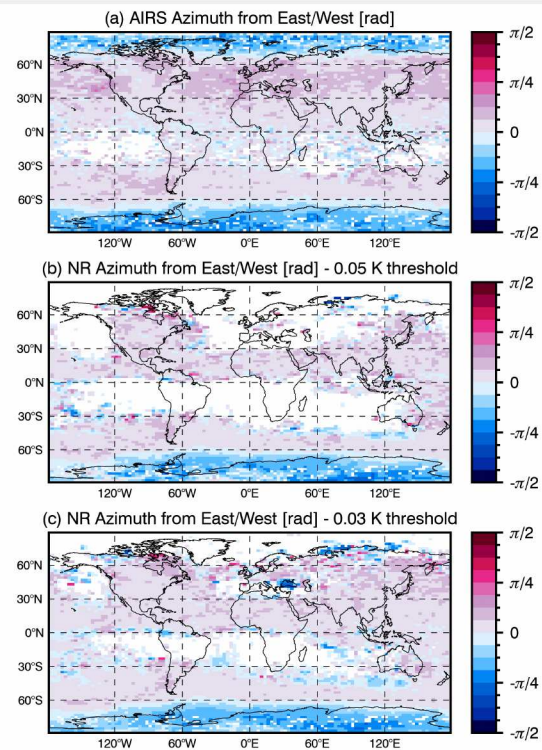 (a) AIRS Azimuth from East/West [rad]
π/2
π/4
0
-π/4
-π/2
60°N
30°N
0°N
30°S
60°S
120°W 60°W 0°E 60°E 120°E
(b) NR Azimuth from East/West [rad] - 0.05 K threshold
π/2
π/4
0
-π/4
-π/2
60°N
30°N
0°N
30°S
60°S
120°W 60°W 0°E 60°E 120°E
(c) NR Azimuth from East/West [rad] - 0.03 K threshold
π/2
π/4
0
-π/4
-π/2
60°N
30°N
0°N
30°S
60°S
120°W 60°W 0°E 60°E 120°E